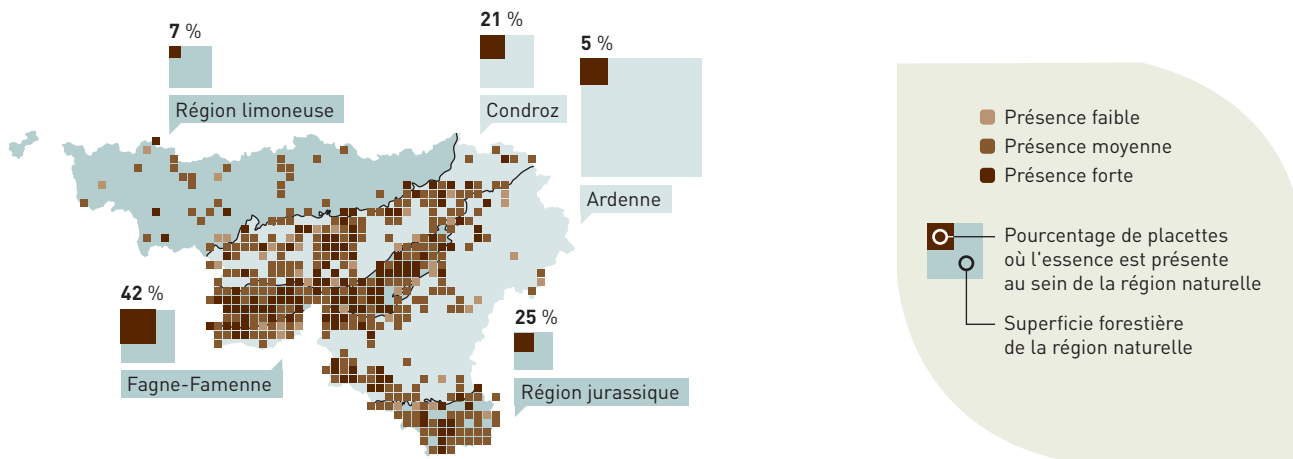 7 %
Région limoneuse
21 %
Condroz
5 %
Ardenne
42 %
Fagne-Famenne
25 %
Région jurassique
Présence faible
Présence moyenne
Présence forte
Pourcentage de placettes
où l'essence est présente
au sein de la région naturelle
Superficie forestière
de la région naturelle